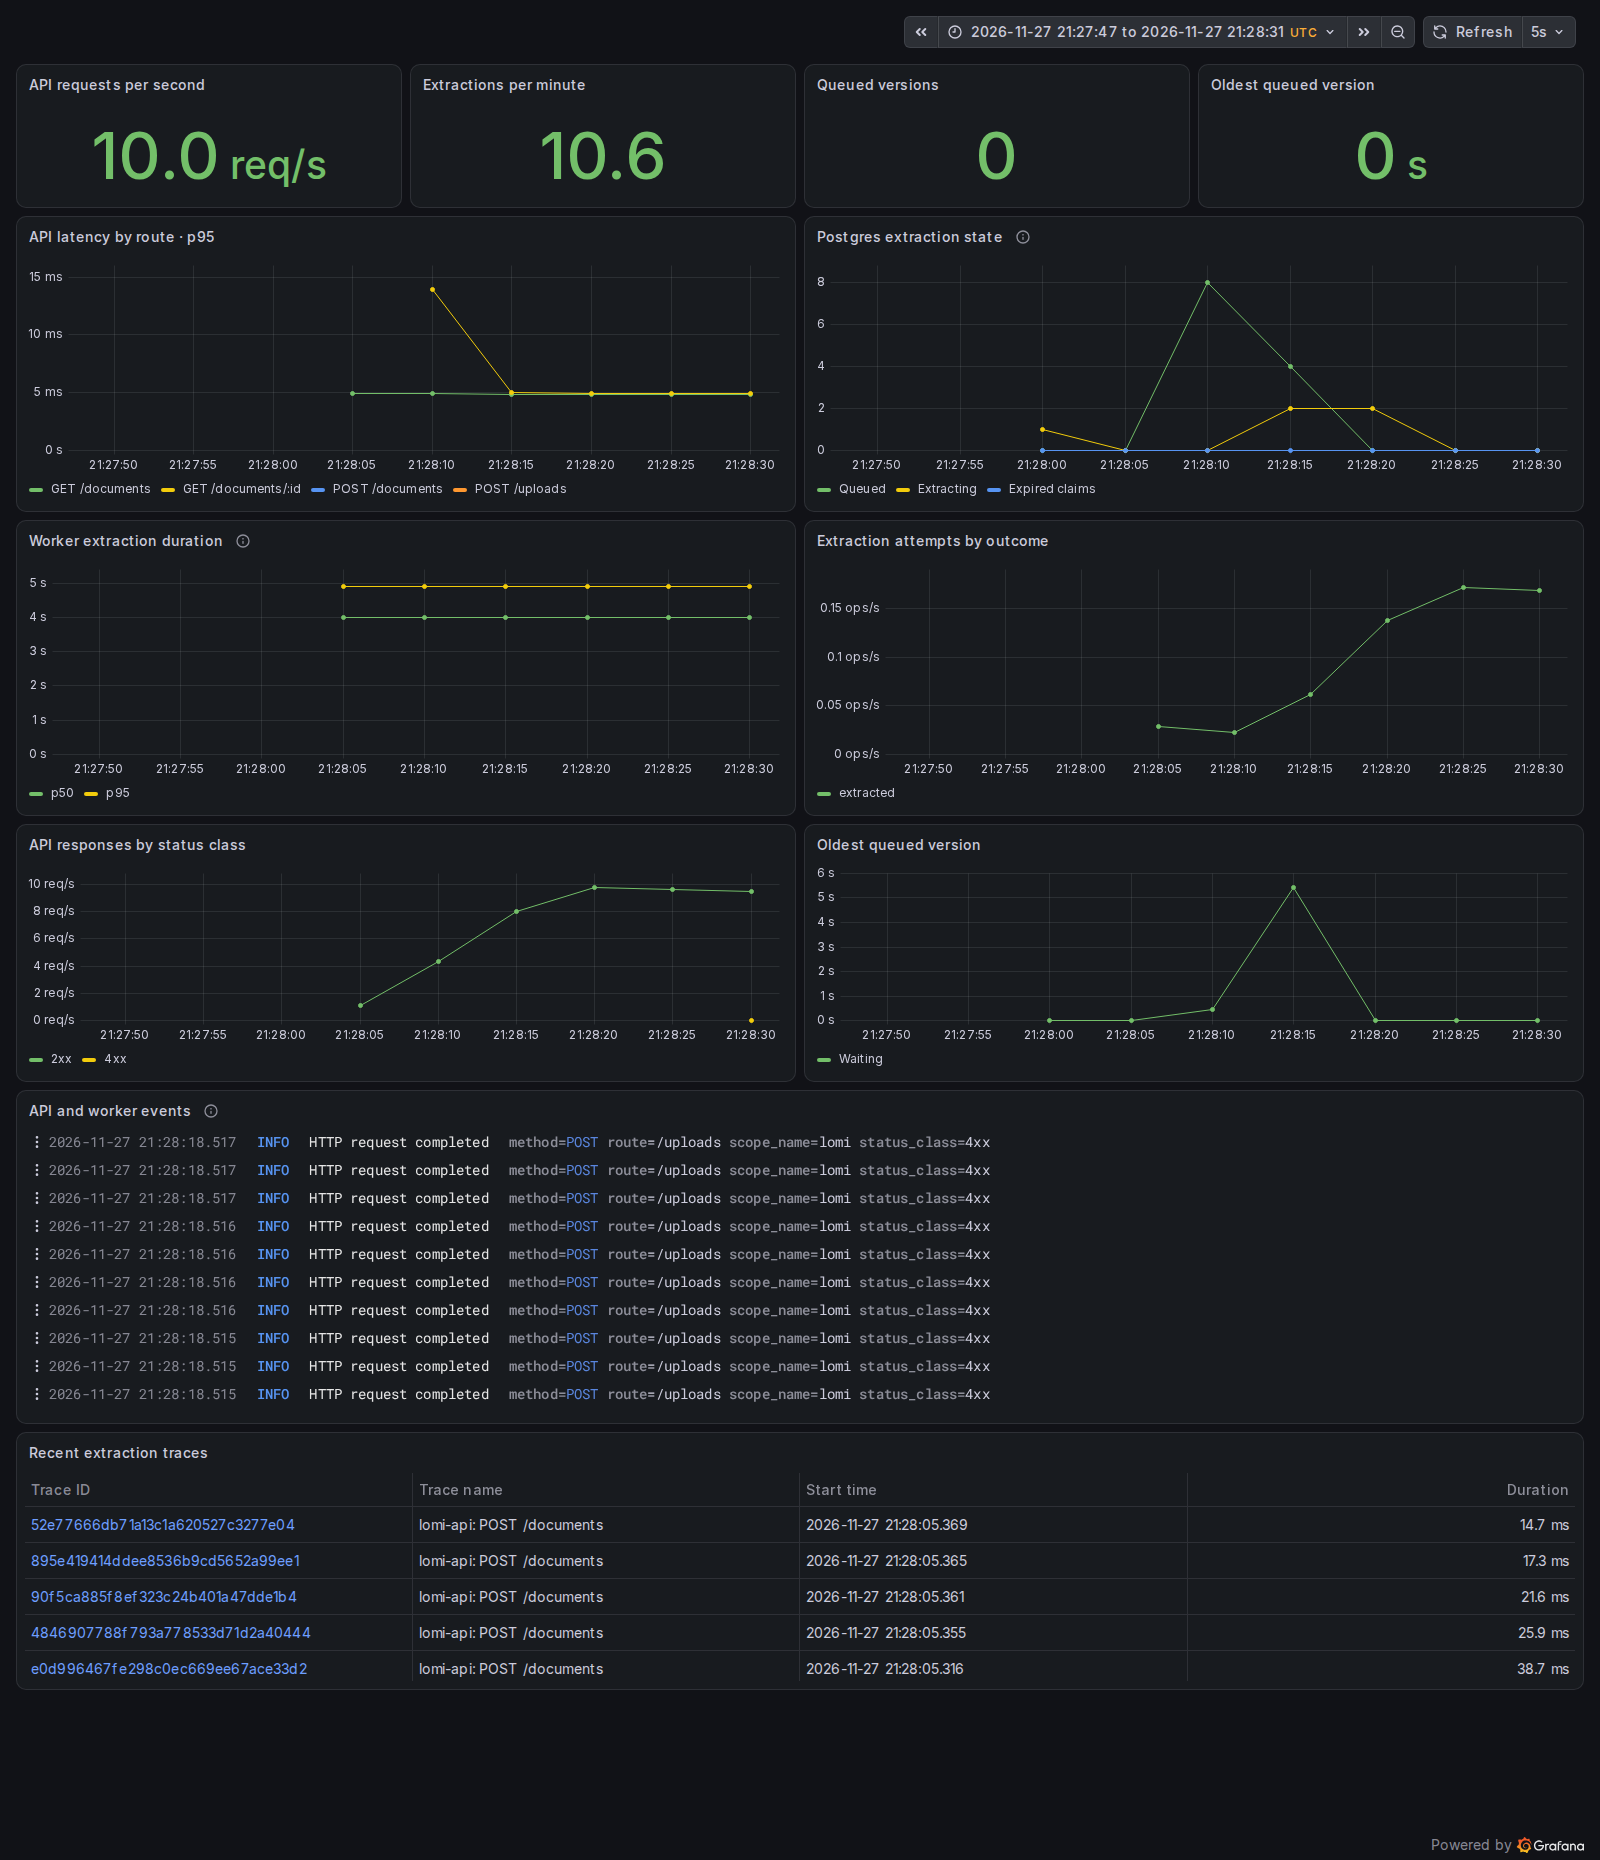 2026-11-27 21:27:47 to 2026-11-27 21:28:31 UTC
Refresh
5s
API requests per second
10.0 req/s
Extractions per minute
10.6
Queued versions
0
Oldest queued version
0 s
API latency by route · p95
15 ms
10 ms
5 ms
0 s
21:27:50 21:27:55 21:28:00 21:28:05 21:28:10 21:28:15 21:28:20 21:28:25 21:28:30
GET /documents GET /documents/:id POST /documents POST /uploads
Postgres extraction state
8
6
4
2
0
21:27:50 21:27:55 21:28:00 21:28:05 21:28:10 21:28:15 21:28:20 21:28:25 21:28:30
Queued Extracting Expired claims
Worker extraction duration
5 s
4 s
3 s
2 s
1 s
0 s
21:27:50 21:27:55 21:28:00 21:28:05 21:28:10 21:28:15 21:28:20 21:28:25 21:28:30
p50 p95
Extraction attempts by outcome
0.15 ops/s
0.1 ops/s
0.05 ops/s
0 ops/s
21:27:50 21:27:55 21:28:00 21:28:05 21:28:10 21:28:15 21:28:20 21:28:25 21:28:30
extracted
API responses by status class
10 req/s
8 req/s
6 req/s
4 req/s
2 req/s
0 req/s
21:27:50 21:27:55 21:28:00 21:28:05 21:28:10 21:28:15 21:28:20 21:28:25 21:28:30
2xx 4xx
Oldest queued version
6 s
5 s
4 s
3 s
2 s
1 s
0 s
21:27:50 21:27:55 21:28:00 21:28:05 21:28:10 21:28:15 21:28:20 21:28:25 21:28:30
Waiting
API and worker events
2026-11-27 21:28:18.517 INFO HTTP request completed method=POST route=/uploads scope_name=lomi status_class=4xx
2026-11-27 21:28:18.517 INFO HTTP request completed method=POST route=/uploads scope_name=lomi status_class=4xx
2026-11-27 21:28:18.517 INFO HTTP request completed method=POST route=/uploads scope_name=lomi status_class=4xx
2026-11-27 21:28:18.516 INFO HTTP request completed method=POST route=/uploads scope_name=lomi status_class=4xx
2026-11-27 21:28:18.516 INFO HTTP request completed method=POST route=/uploads scope_name=lomi status_class=4xx
2026-11-27 21:28:18.516 INFO HTTP request completed method=POST route=/uploads scope_name=lomi status_class=4xx
2026-11-27 21:28:18.516 INFO HTTP request completed method=POST route=/uploads scope_name=lomi status_class=4xx
2026-11-27 21:28:18.515 INFO HTTP request completed method=POST route=/uploads scope_name=lomi status_class=4xx
2026-11-27 21:28:18.515 INFO HTTP request completed method=POST route=/uploads scope_name=lomi status_class=4xx
2026-11-27 21:28:18.515 INFO HTTP request completed method=POST route=/uploads scope_name=lomi status_class=4xx
Recent extraction traces
Trace ID Trace name Start time Duration
52e77666db71a13c1a620527c3277e04 lomi-api: POST /documents 2026-11-27 21:28:05.369 14.7 ms
895e419414ddee8536b9cd5652a99ee1 lomi-api: POST /documents 2026-11-27 21:28:05.365 17.3 ms
90f5ca885f8ef323c24b401a47dde1b4 lomi-api: POST /documents 2026-11-27 21:28:05.361 21.6 ms
4846907788f793a778533d71d2a40444 lomi-api: POST /documents 2026-11-27 21:28:05.355 25.9 ms
e0d996467fe298c0ec669ee67ace33d2 lomi-api: POST /documents 2026-11-27 21:28:05.316 38.7 ms
Powered by Grafana